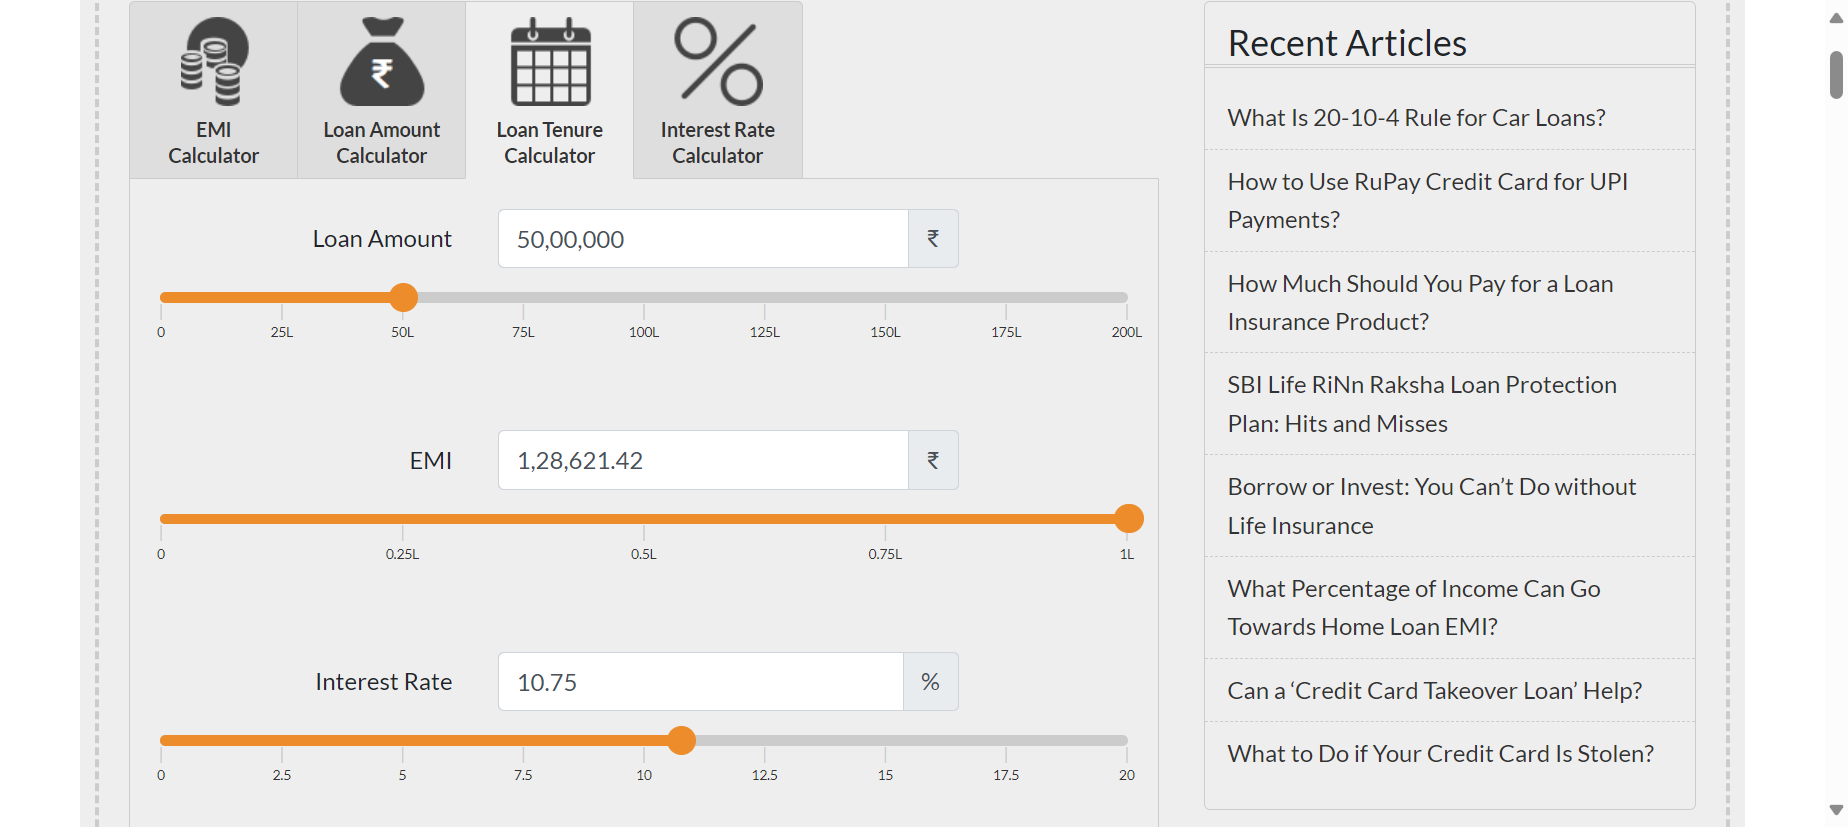 EMI
Calculator
Loan Amount
Calculator
Loan Tenure
Calculator
Interest Rate
Calculator
Loan Amount
50,00,000
₹
0
25L
50L
75L
100L
125L
150L
175L
200L
EMI
1,28,621.42
₹
0
0.25L
0.5L
0.75L
1L
Interest Rate
10.75
%
0
2.5
5
7.5
10
12.5
15
17.5
20
Recent Articles
What Is 20-10-4 Rule for Car Loans?
How to Use RuPay Credit Card for UPI
Payments?
How Much Should You Pay for a Loan
Insurance Product?
SBI Life RiNn Raksha Loan Protection
Plan: Hits and Misses
Borrow or Invest: You Can’t Do without
Life Insurance
What Percentage of Income Can Go
Towards Home Loan EMI?
Can a ‘Credit Card Takeover Loan’ Help?
What to Do if Your Credit Card Is Stolen?